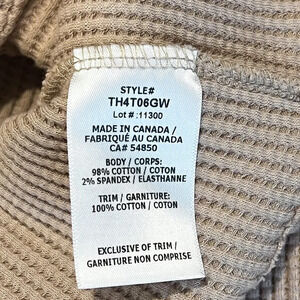 STYLE#
TH4T06GW
Lot # :11300
MADE IN CANADA /
FABRIQUÉ AU CANADA
CA# 54850
BODY / CORPS:
98% COTTON / COTON
2% SPANDEX / ELASTHANNE
TRIM / GARNITURE:
100% COTTON / COTON
EXCLUSIVE OF TRIM /
GARNITURE NON COMPRISE